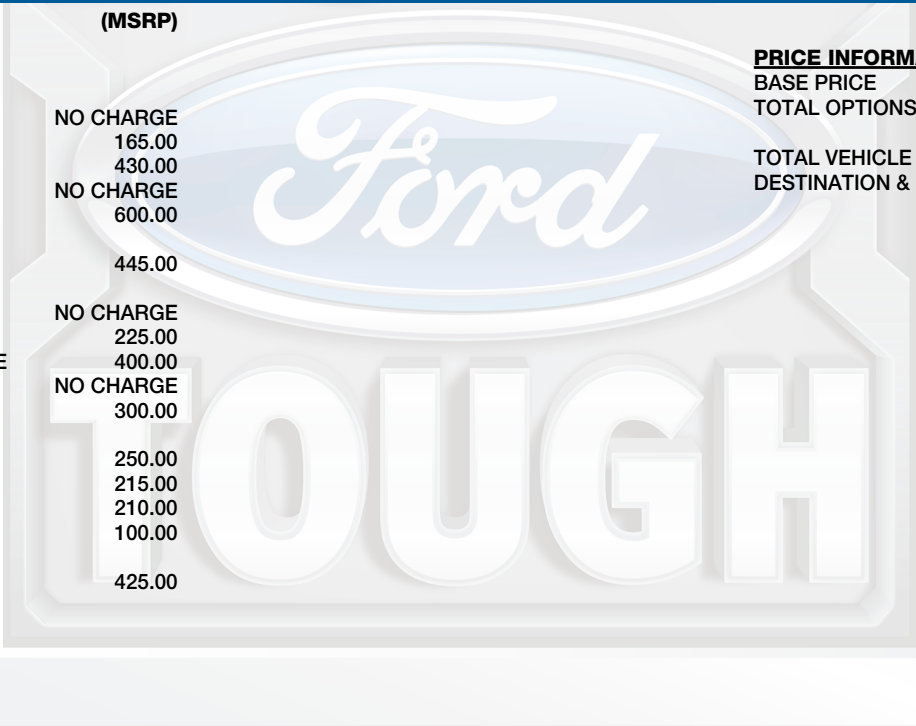 (MSRP)
NO CHARGE
165.00
430.00
NO CHARGE
600.00
445.00
NO CHARGE
225.00
E 400.00
NO CHARGE
300.00
250.00
215.00
210.00
100.00
425.00
PRICE INFORMA
BASE PRICE
TOTAL OPTIONS
TOTAL VEHICLE
DESTINATION &
Ford
TOUGH